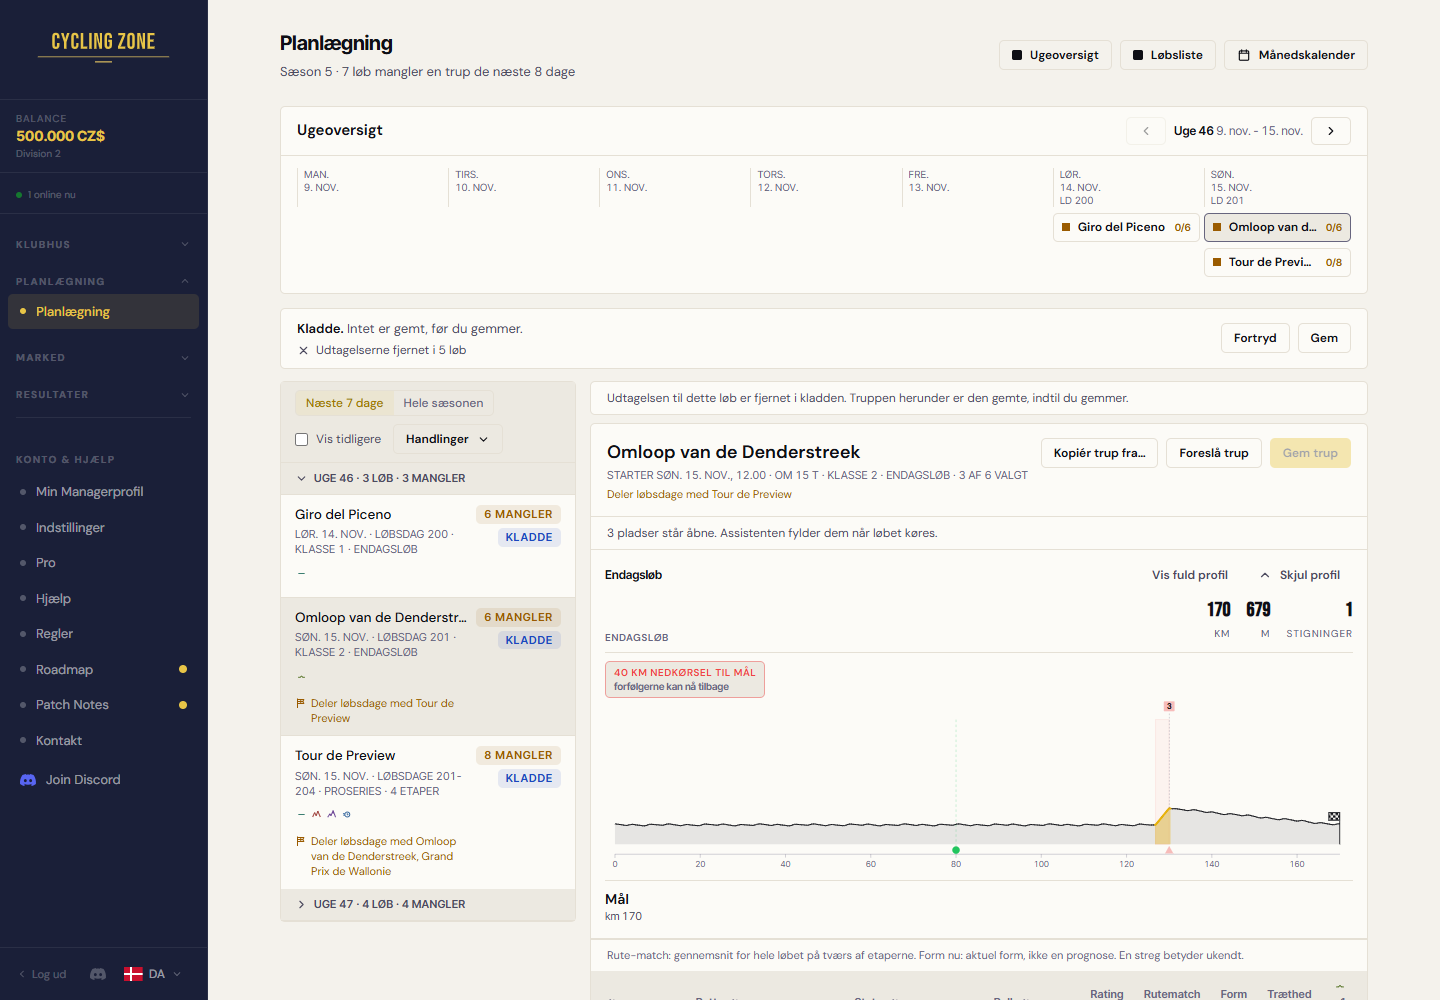 CYCLING ZONE
BALANCE
500.000 CZ$
Division 2
1 online nu
KLUBHUS
PLANLÆGNING
Planlægning
MARKED
RESULTATER
KONTO & HJÆLP
Min Managerprofil
Indstillinger
Pro
Hjælp
Regler
Roadmap
Patch Notes
Kontakt
Join Discord
Log ud
DA
Planlægning
Sæson 5 · 7 løb mangler en trup de næste 8 dage
Ugeoversigt
Løbsliste
Månedskalender
Ugeoversigt
Uge 46 9. nov. - 15. nov.
MAN.
9. NOV.
TIRS.
10. NOV.
ONS.
11. NOV.
TORS.
12. NOV.
FRE.
13. NOV.
LØR.
14. NOV.
LD 200
SØN.
15. NOV.
LD 201
Giro del Piceno 0/6
Omloop van d... 0/6
Tour de Previ... 0/8
Kladde. Intet er gemt, før du gemmer.
Udtagelserne fjernet i 5 løb
Fortryd
Gem
Næste 7 dage
Hele sæsonen
Vis tidligere
Handlinger
UGE 46 · 3 LØB · 3 MANGLER
Giro del Piceno
6 MANGLER
LØR. 14. NOV. · LØBSDAG 200 ·
KLASSE 1 · ENDAGSLØB
KLADDE
Omloop van de Denderstr...
6 MANGLER
SØN. 15. NOV. · LØBSDAG 201 ·
KLASSE 2 · ENDAGSLØB
KLADDE
Deler løbsdage med Tour de
Preview
Tour de Preview
8 MANGLER
SØN. 15. NOV. · LØBSDAGE 201-
204 · PROSERIES · 4 ETAPER
KLADDE
Deler løbsdage med Omloop
van de Denderstreek, Grand
Prix de Wallonie
UGE 47 · 4 LØB · 4 MANGLER
Udtagelsen til dette løb er fjernet i kladden. Truppen herunder er den gemte, indtil du gemmer.
Omloop van de Denderstreek
Kopiér trup fra...
Foreslå trup
Gem trup
STARTER SØN. 15. NOV., 12.00 · OM 15 T · KLASSE 2 · ENDAGSLØB · 3 AF 6 VALGT
Deler løbsdage med Tour de Preview
3 pladser står åbne. Assistenten fylder dem når løbet køres.
Endagsløb
Vis fuld profil
Skjul profil
170 679 1
ENDAGSLØB
KM M STIGNINGER
40 KM NEDKØRSEL TIL MÅL
forfølgerne kan nå tilbage
3
0 20 40 60 80 100 120 140 160
Mål
km 170
Rute-match: gennemsnit for hele løbet på tværs af etaperne. Form nu: aktuel form, ikke en prognose. En streg betyder ukendt.
Rating Rutematch Form Træthed